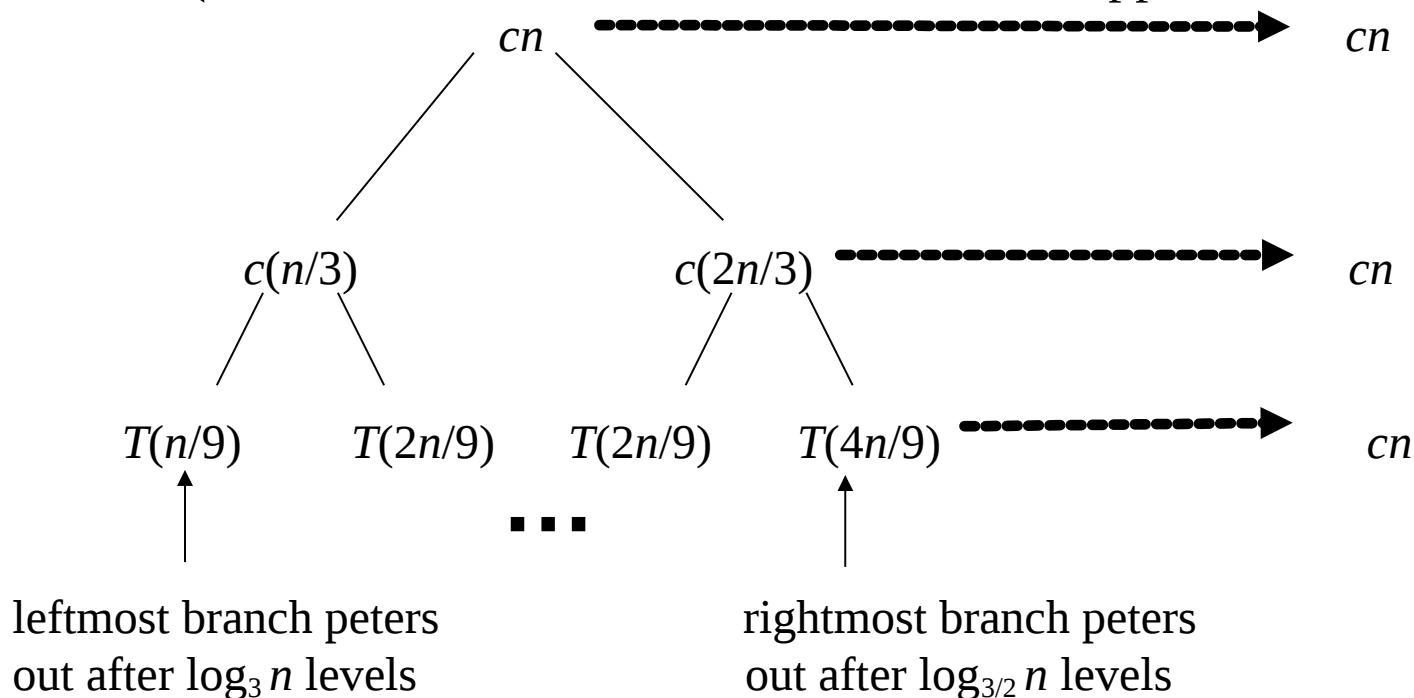 cn cn
c(n/3) c(2n/3) cn
T(n/9) T(2n/9) T(2n/9) T(4n/9) cn
...
leftmost branch peters rightmost branch peters
out after log₃ n levels out after log₃/₂ n levels